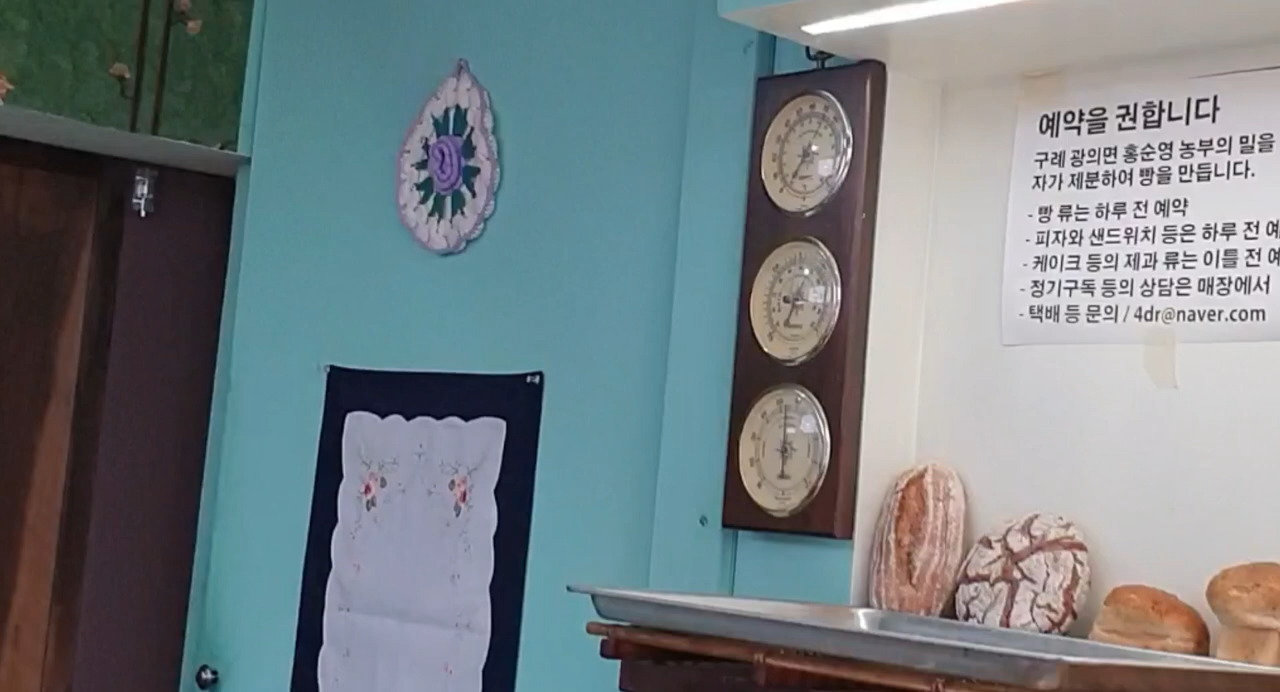 예약을 권합니다
구례 광의면 홍순영 농부의 밀을
자가 제분하여 빵을 만듭니다.
- 빵 류는 하루 전 예약
- 피자와 샌드위치 등은 하루 전 예
- 케이크 등의 제과 류는 이틀 전 예
- 정기구독 등의 상담은 매장에서
- 택배 등 문의 / 4dr@naver.com